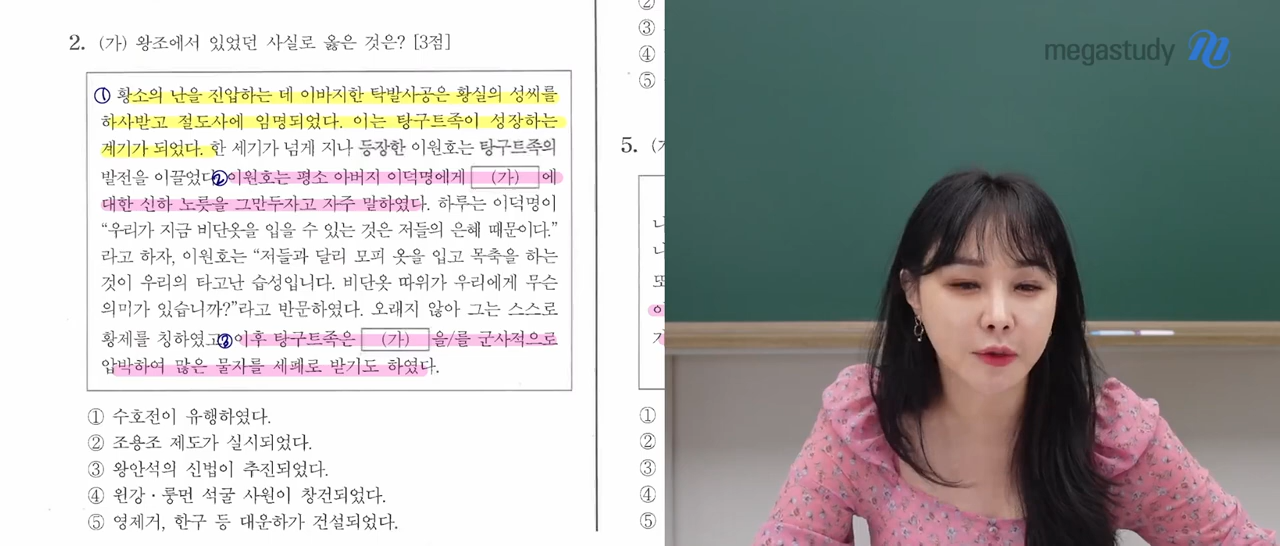 2. (가) 왕조에서 있었던 사실로 옳은 것은? [3점]
① 황소의 난을 진압하는 데 이바지한 탁발사공은 황실의 성씨를
하사받고 절도사에 임명되었다. 이는 탕구트족이 성장하는
계기가 되었다. 한 세기가 넘게 지나 등장한 이원호는 탕구트족의
발전을 이끌었다. ② 이원호는 평소 아버지 이덕명에게 (가) 에
대한 신하 노릇을 그만두자고 자주 말하였다. 하루는 이덕명이
“우리가 지금 비단옷을 입을 수 있는 것은 저들의 은혜 때문이다.”
라고 하자, 이원호는 “저들과 달리 모피 옷을 입고 목축을 하는
것이 우리의 타고난 습성입니다. 비단옷 따위가 우리에게 무슨
의미가 있습니까?”라고 반문하였다. 오래지 않아 그는 스스로
황제를 칭하였고 ③ 이후 탕구트족은 (가) 을/를 군사적으로
압박하여 많은 물자를 세폐로 받기도 하였다.
① 수호전이 유행하였다.
② 조용조 제도가 실시되었다.
③ 왕안석의 신법이 추진되었다.
④ 윈강·룽먼 석굴 사원이 창건되었다.
⑤ 영제거, 한구 등 대운하가 건설되었다.
②
③
④
⑤
5.
①
②
③
④
⑤
megastudy